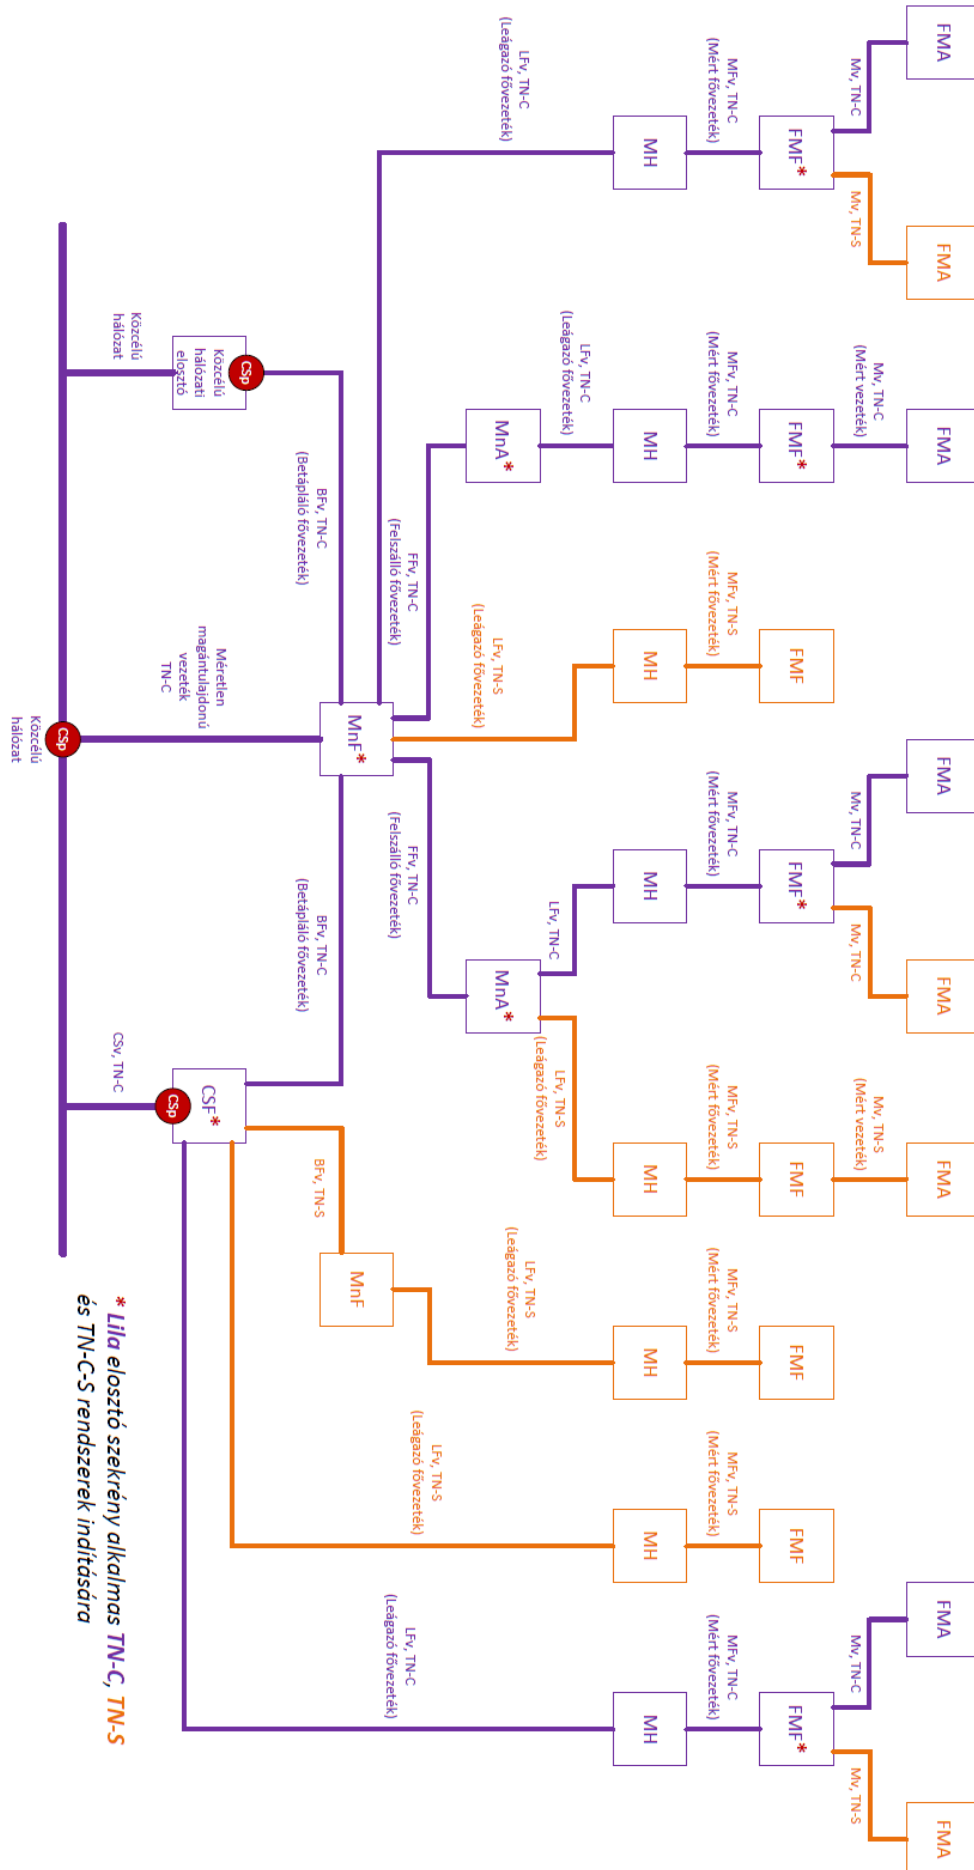 FMA
FMA
FMA
FMA
FMA
FMA
FMA
FMA
Mv, TN-C
Mv, TN-S
Mv, TN-C
(Mért vezeték)
Mv, TN-C
Mv, TN-C
Mv, TN-S
(Mért vezeték)
Mv, TN-C
Mv, TN-S
FMF*
FMF*
FMF
FMF*
FMF
FMF
FMF
FMF*
MFv, TN-C
(Mért fővezeték)
MFv, TN-C
(Mért fővezeték)
MFv, TN-S
(Mért fővezeték)
MFv, TN-C
(Mért fővezeték)
MFv, TN-S
(Mért fővezeték)
MFv, TN-S
(Mért fővezeték)
MFv, TN-S
(Mért fővezeték)
MFv, TN-C
(Mért fővezeték)
MH
MH
MH
MH
MH
MH
MH
MH
LFv, TN-C
(Leágazó fővezeték)
LFv, TN-C
(Leágazó fővezeték)
LFv, TN-S
(Leágazó fővezeték)
LFv, TN-C
LFv, TN-S
(Leágazó fővezeték)
LFv, TN-S
(Leágazó fővezeték)
LFv, TN-S
(Leágazó fővezeték)
LFv, TN-C
(Leágazó fővezeték)
MnA*
MnA*
FFv, TN-C
(Felszálló fővezeték)
FFv, TN-C
(Felszálló fővezeték)
MnF*
MnF
BFv, TN-C
(Betápláló fővezeték)
BFv, TN-C
(Betápláló fővezeték)
BFv, TN-S
CSp
Közcélú
hálózati
elosztó
Méretlen
magántulajdonú
vezeték
TN-C
CSF*
CSp
Közcélú
hálózat
CSv, TN-C
CSp
Közcélú
hálózat
* Lila elosztó szekrény alkalmas TN-C, TN-S
és TN-C-S rendszerek indítására